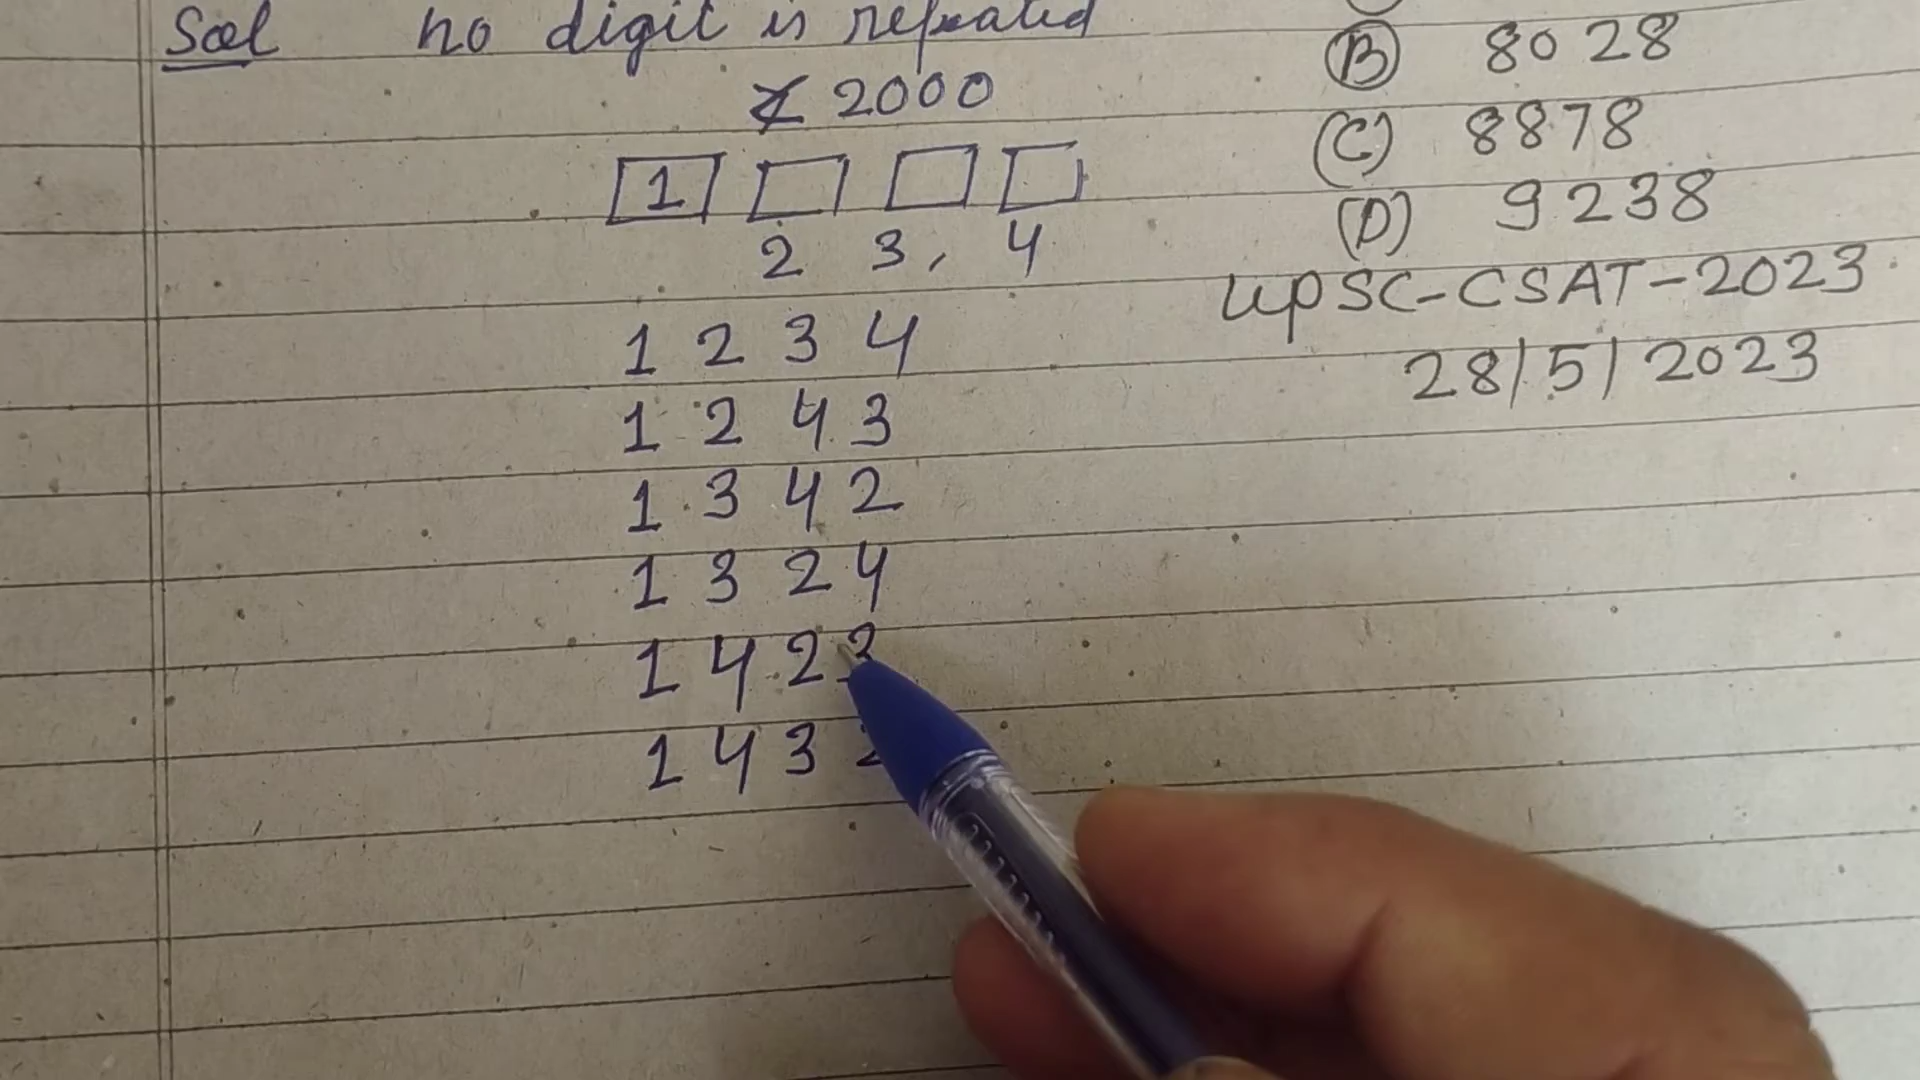 Sol no digit is repeated
< 2000
1
2 3, 4
1 2 3 4
1 2 4 3
1 3 4 2
1 3 2 4
1 4 2 3
1 4 3 2
(B) 8028
(C) 8878
(D) 9238
UPSC-CSAT-2023
28/5/2023